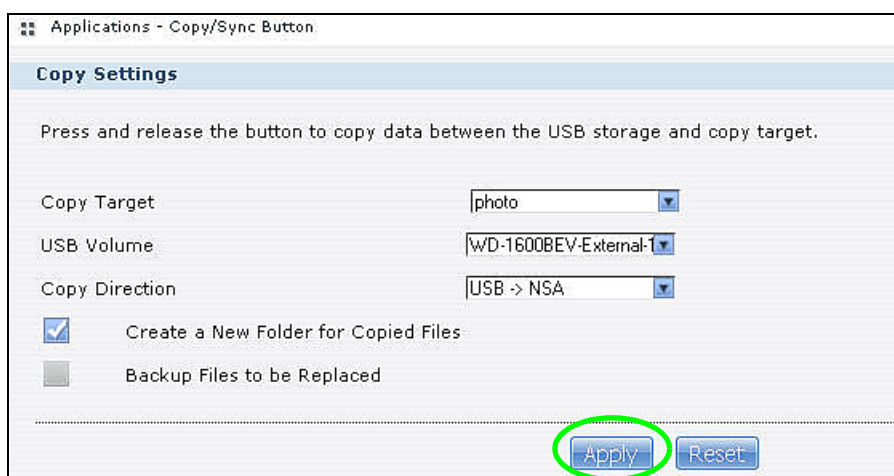 Applications - Copy/Sync Button
Copy Settings
Press and release the button to copy data between the USB storage and copy target.
Copy Target photo
USB Volume WD-1600BEV-External-1
Copy Direction USB -> NSA
Create a New Folder for Copied Files
Backup Files to be Replaced
Apply Reset